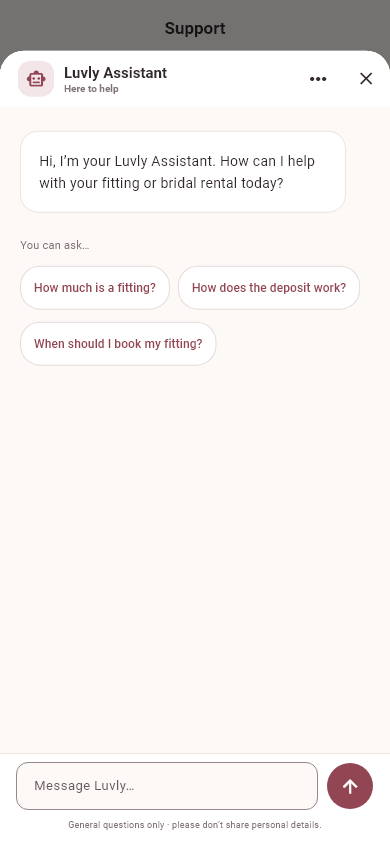 Support
Luvly Assistant
Here to help
Hi, I’m your Luvly Assistant. How can I help
with your fitting or bridal rental today?
You can ask…
How much is a fitting?
How does the deposit work?
When should I book my fitting?
Message Luvly…
General questions only · please don’t share personal details.